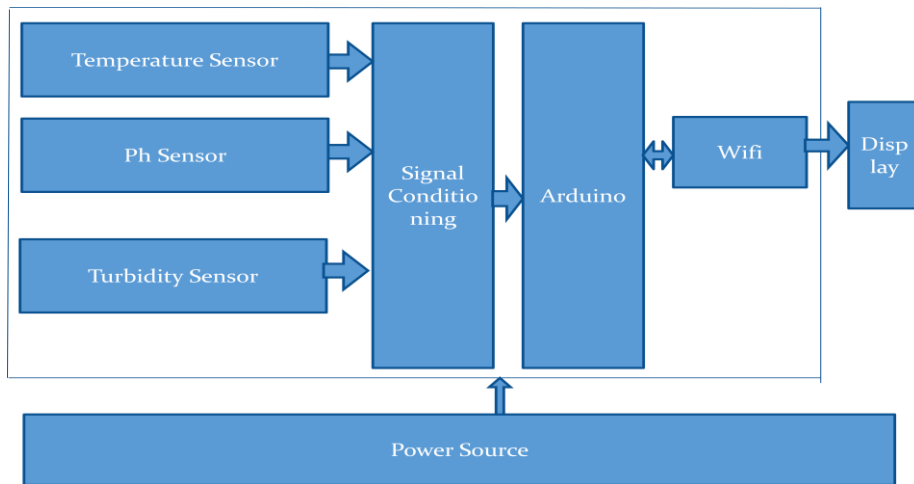 Temperature Sensor
Ph Sensor
Turbidity Sensor
Signal
Conditio
ning
Arduino
Wifi
Disp
lay
Power Source